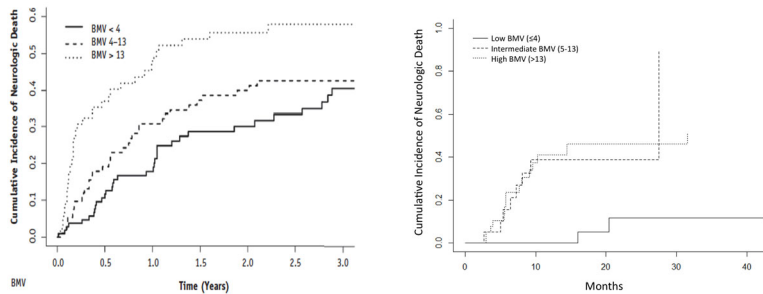 BMV < 4
BMV 4-13
BMV > 13
Cumulative Incidence of Neurologic Death
0.6
0.5
0.4
0.3
0.2
0.1
0.0
0.0 0.5 1.0 1.5 2.0 2.5 3.0
Time (Years)
BMV
Low BMV (≤4)
Intermediate BMV (5-13)
High BMV (>13)
Cumulative Incidence of Neurologic Death
1.0
0.8
0.6
0.4
0.2
0.0
0 10 20 30 40
Months